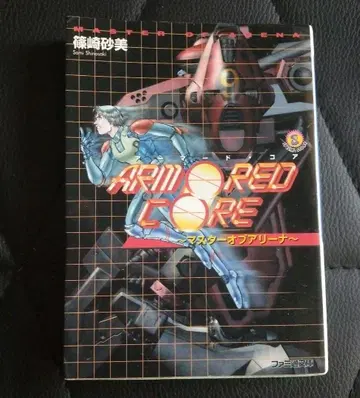 MASTER OF ARENA
篠崎砂美
Sami Shinosaki
アーマード・コア
ARMORED
CORE
～マスターオブアリーナ～
ファミ通文庫